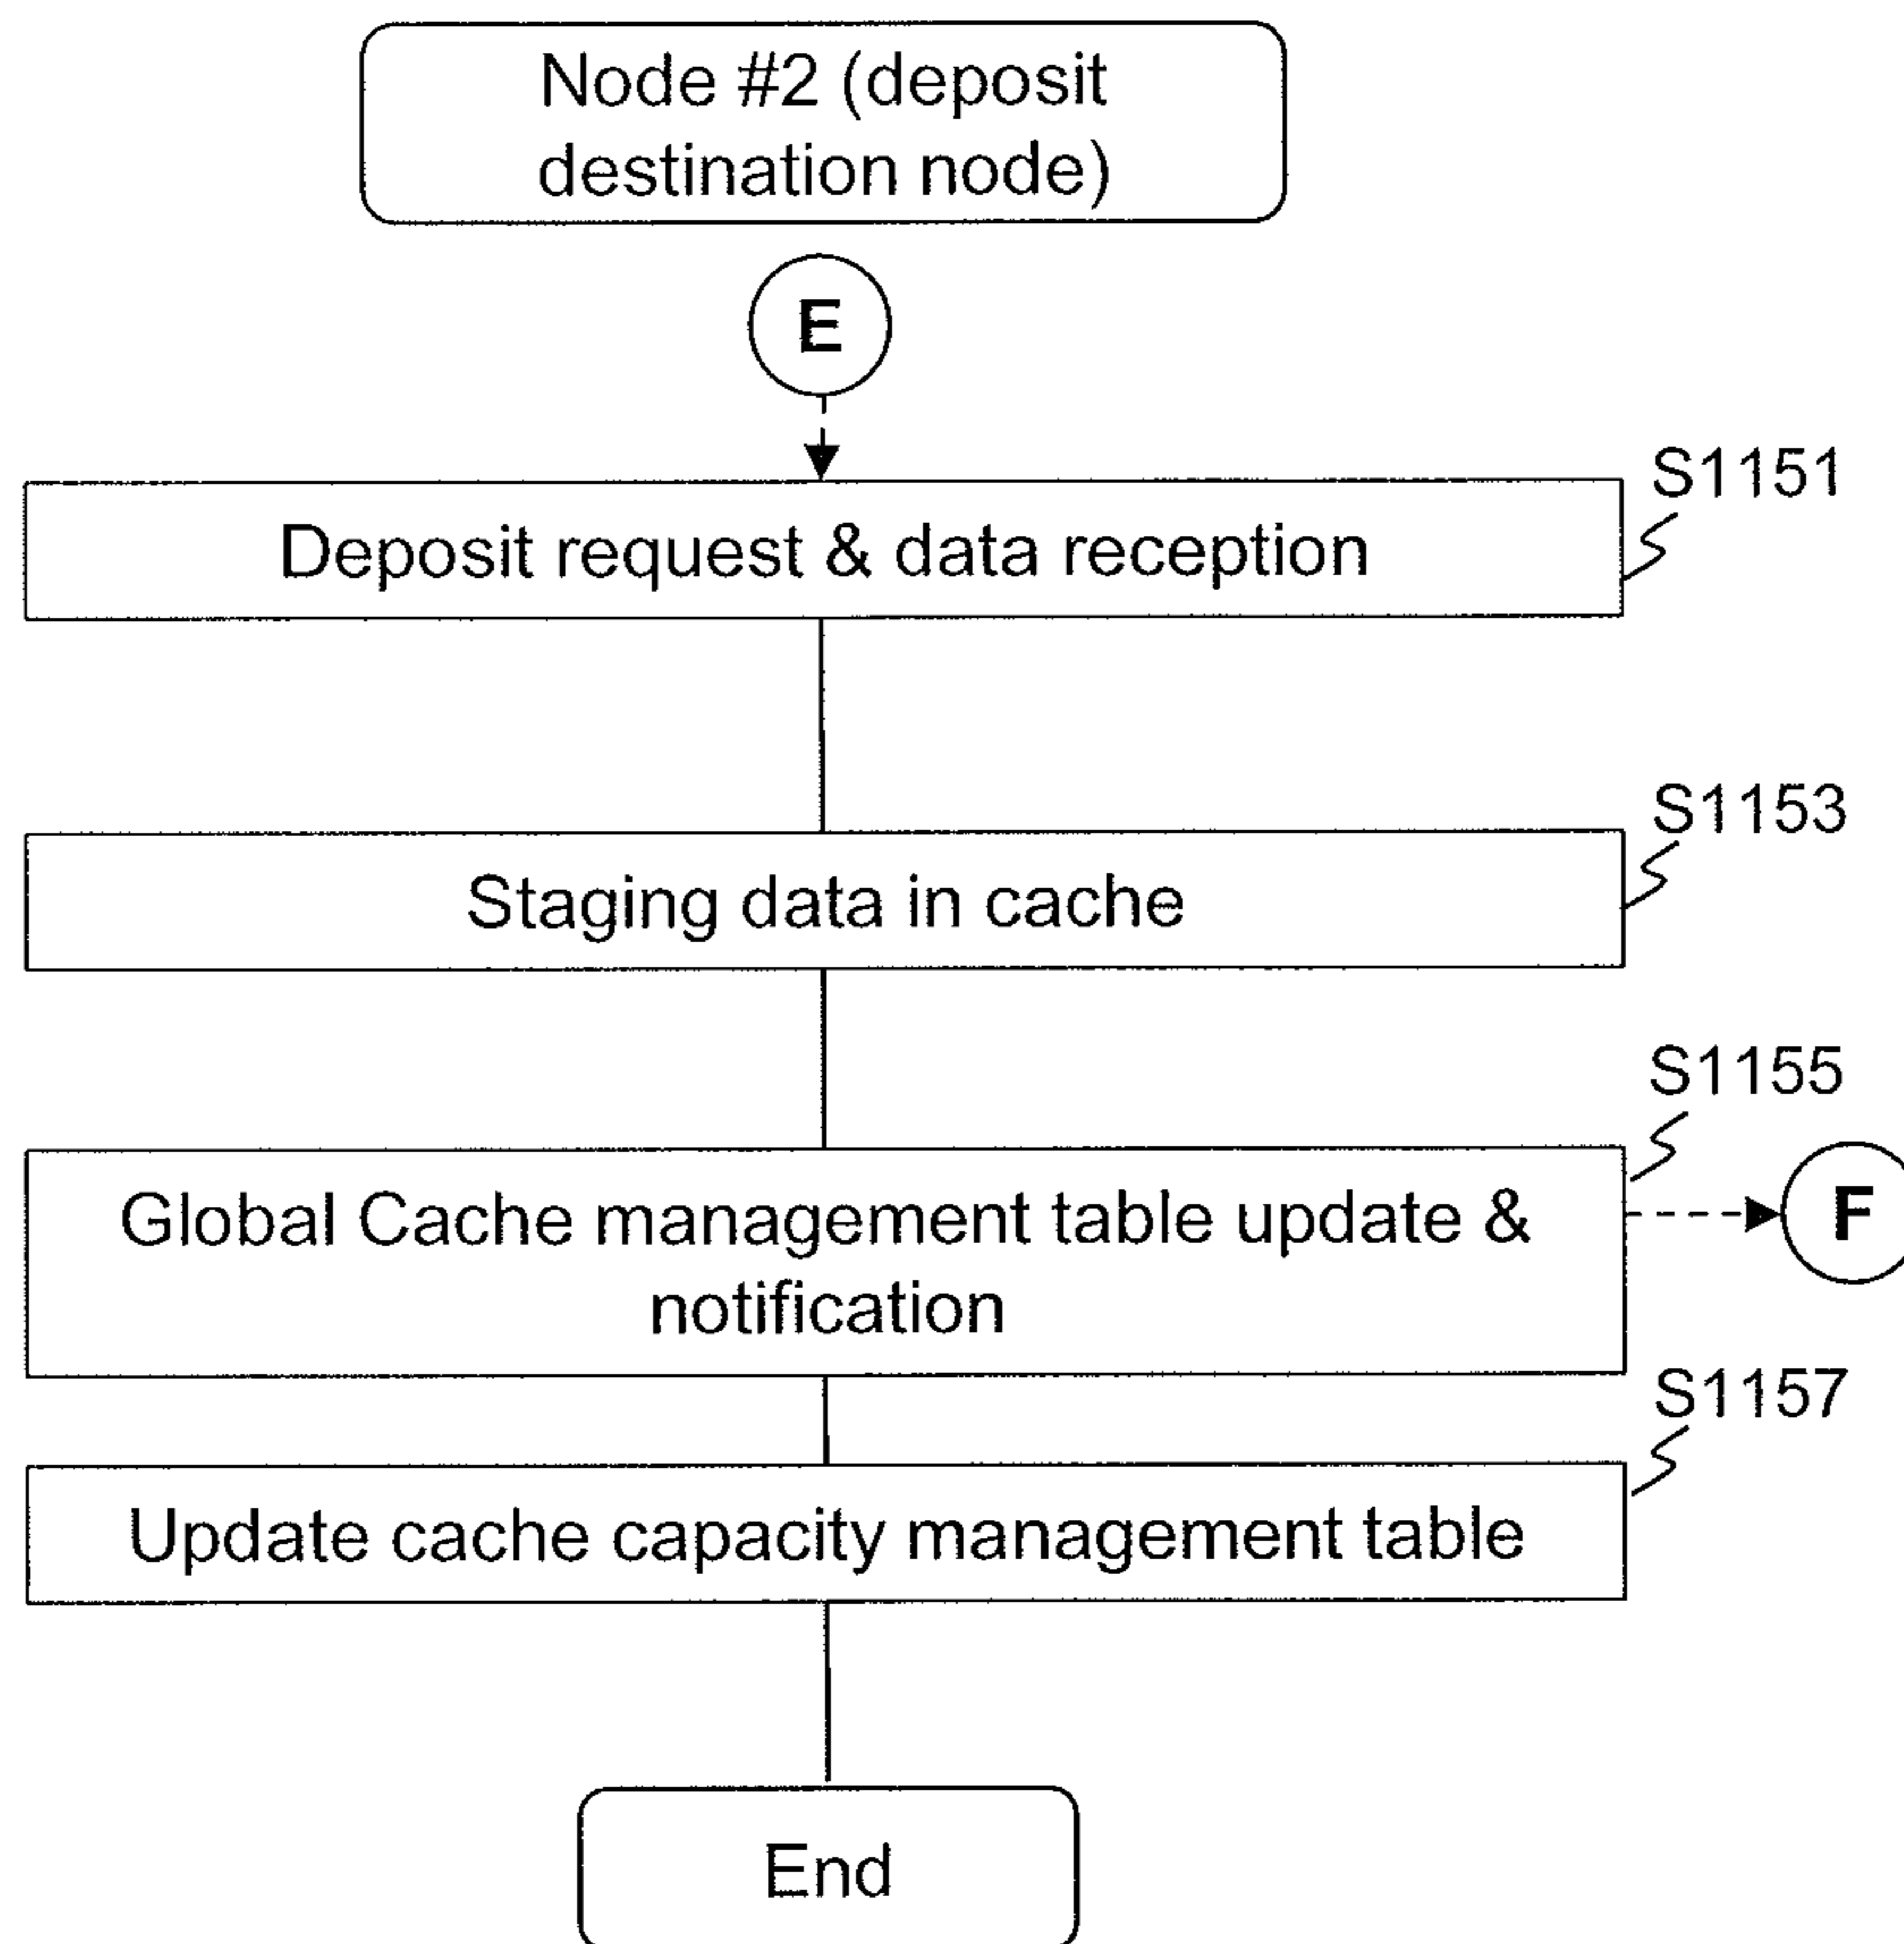 Node #2 (deposit
destination node)
E
S1151
Deposit request & data reception
S1153
Staging data in cache
S1155
Global Cache management table update &
notification
F
S1157
Update cache capacity management table
End